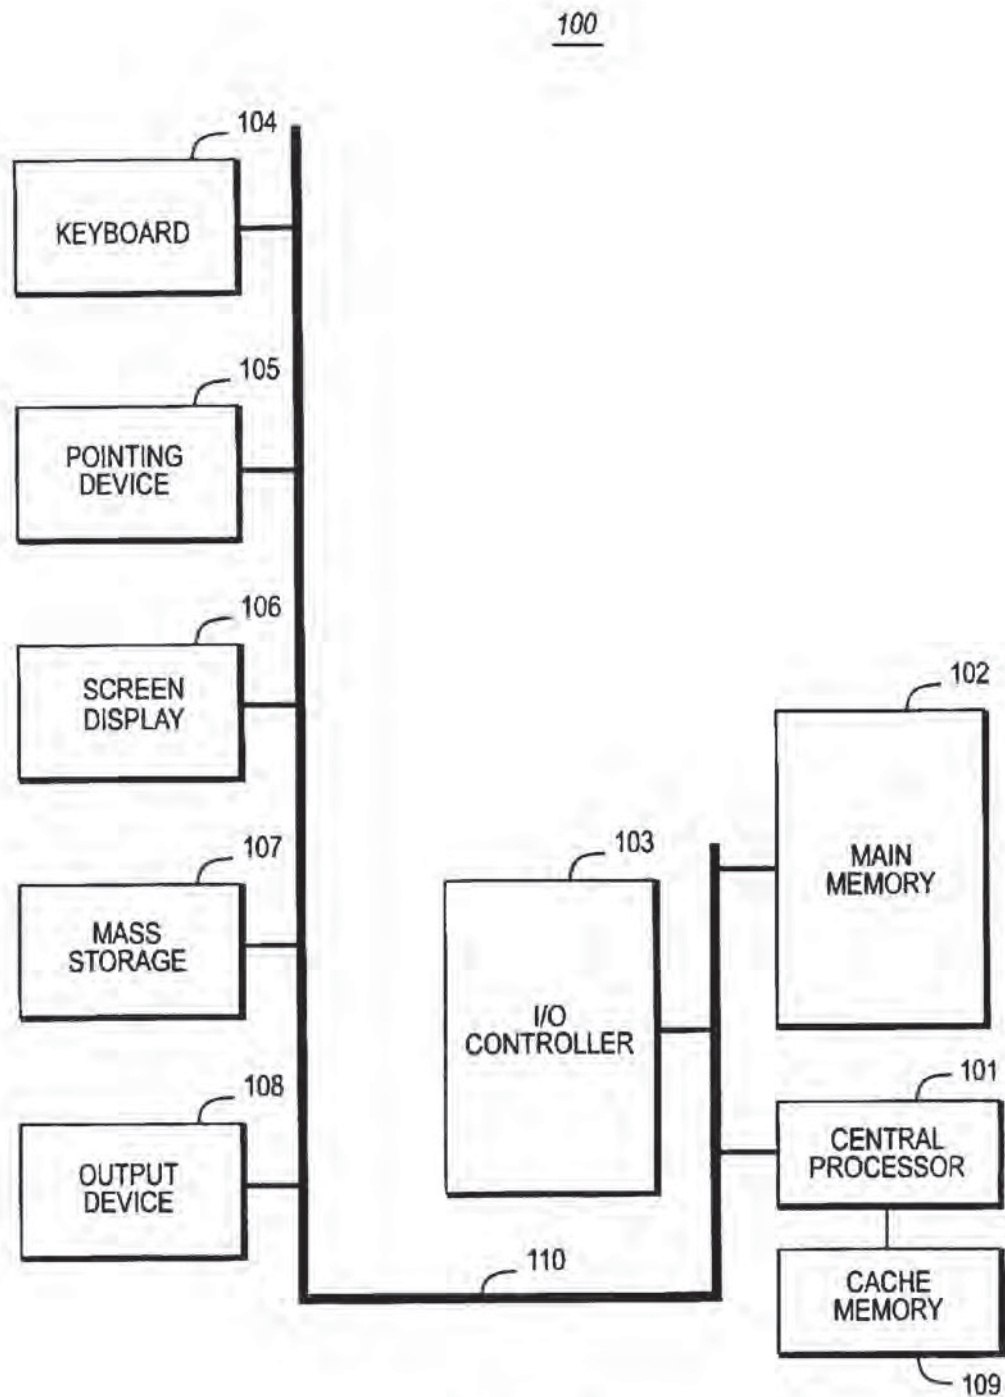 100
104
KEYBOARD
105
POINTING
DEVICE
106
SCREEN
DISPLAY
107
MASS
STORAGE
108
OUTPUT
DEVICE
102
MAIN
MEMORY
103
I/O
CONTROLLER
101
CENTRAL
PROCESSOR
110
CACHE
MEMORY
109